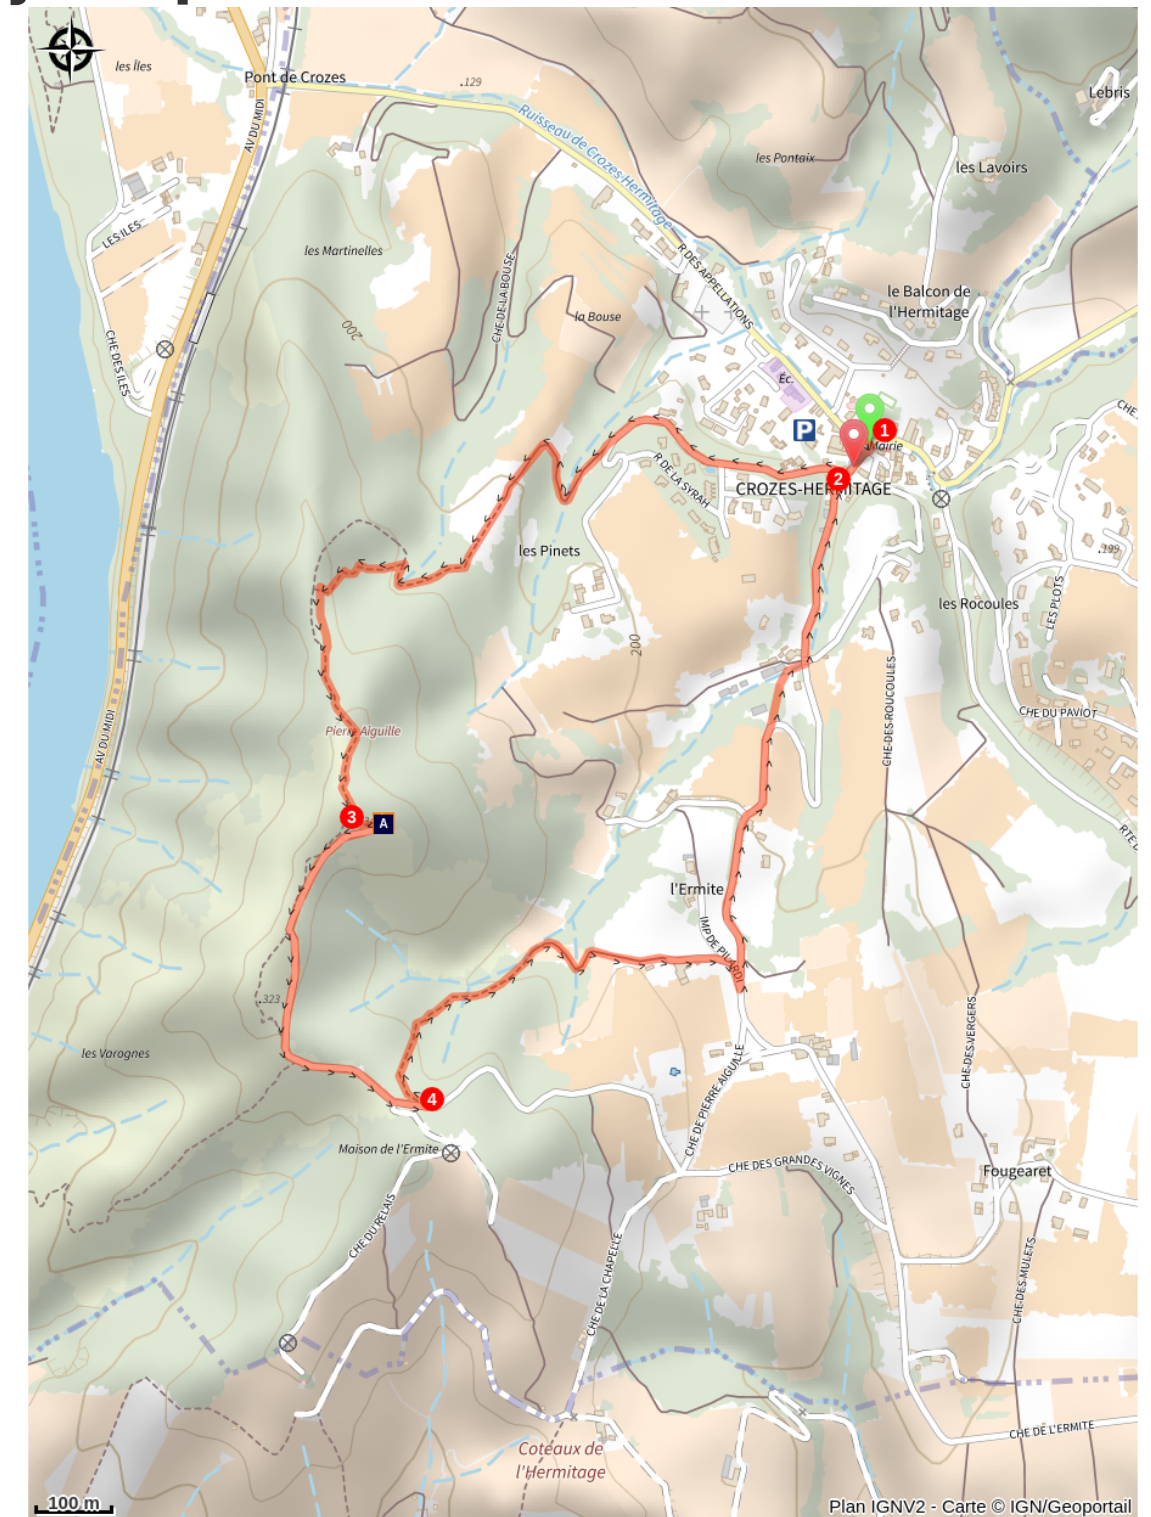 les Îles
Pont de Crozes
.129
Lebris
AV DU MIDI
Ruisseau de Crozes-Hermitage
les Pontaix
les Lavoirs
LES ILES
les Martinelles
CHE DE LA BOUSE
R DES APPELLATIONS
le Balcon de
l'Hermitage
200
la Bouse
CHE DES ILES
Éc.
P
1
Mairie
CHE.
2
CROZES-HERMITAGE
R DE LA SYRAH
les Pinets
.199
les Rocoules
LES PLOTS
200
CHE DES ROUCOULES
CHE DU PAVIOT
AV DU MIDI
Pierre Aiguille
3
A
RTE D
l'Ermite
IMP DE PILARDI
.323
les Varognes
CHE DE PIERRE AIGUILLE
CHE DES VERGERS
4
Maison de l'Ermite
CHE DES GRANDES VIGNES
Fougearet
CHE DU RELAIS
CHE DE LA CHAPELLE
CHE DES MULETS
CHE DE L'ERMITE
Coteaux de
l'Hermitage
100 m
Plan IGNV2 - Carte © IGN/Geoportail